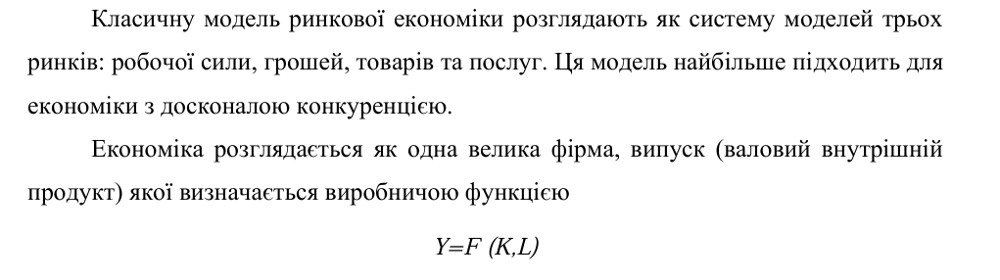 Класичну модель ринкової економіки розглядають як систему моделей трьох
ринків: робочої сили, грошей, товарів та послуг. Ця модель найбільше підходить для
економіки з досконалою конкуренцією.
Економіка розглядається як одна велика фірма, випуск (валовий внутрішній
продукт) якої визначається виробничою функцією
Y=F (K,L)